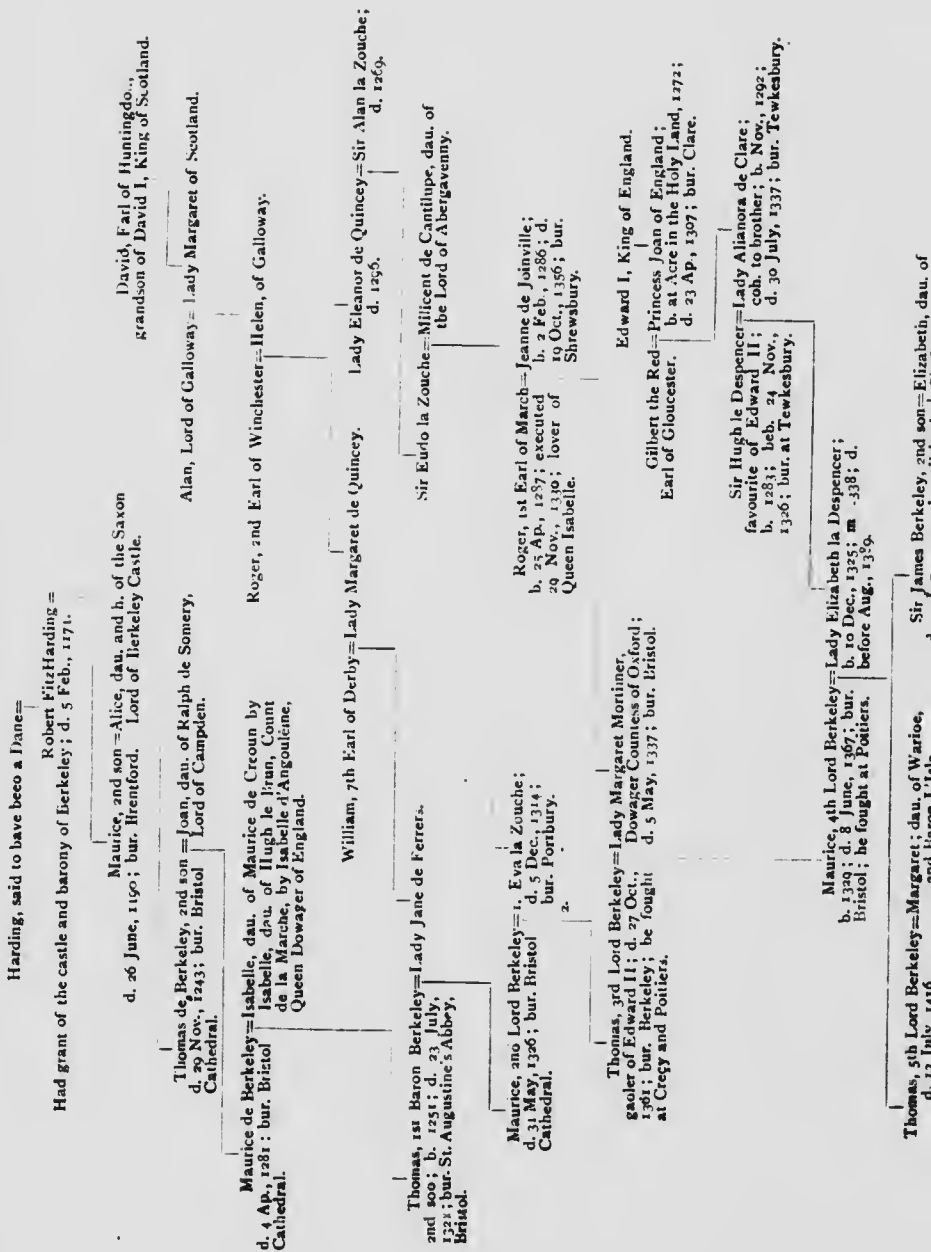 Harding, said to have beeo a Dane=
Robert FitzHarding =
Had grant of the castle and barony of Berkeley; d. 5 Feb., 1171.
Maurice, 2nd son =Alice, dau. and h. of the Saxon
d. 26 June, 1190; bur. Brentford. Lord of Berkeley Castle.
David, Farl of Huntingdo..,
grandson of David I, King of Scotland.
Thomas de Berkeley, 2nd son =Joan, dau. of Ralph de Somery,
d. 29 Nov., 1243; bur. Bristol Lord of Campden.
Cathedral.
Alan, Lord of Galloway=Lady Margaret of Scotland.
Maurice de Berkeley=Isabelle, dau. of Maurice de Creoun by
d. 4 Ap., 1281: bur. Bristol Isabelle, dau. of Hugh le Brun, Count
Cathedral. de la Marche, by Isabelle d'Angoulême,
Queen Dowager of England.
Roger, 2nd Earl of Winchester=Helen, of Galloway.
William, 7th Earl of Derby=Lady Margaret de Quincey.
Lady Eleanor de Quincey=Sir Alan la Zouche;
d. 1296. d. 1269.
Thomas, 1st Baron Berkeley=Lady Jane de Ferrers.
2nd soo; b. 1251; d. 23 July,
1321; bur. St. Augustine's Abbey,
Bristol.
Sir Eudo la Zouche=Milicent de Cantilupe, dau. of
the Lord of Abergavenny.
Maurice, 2no Lord Berkeley=1. Eva la Zouche;
d. 31 May, 1326; bur. Bristol d. 5 Dec., 1314;
Cathedral. bur. Portbury.
2.
Roger, 1st Earl of March=Jeanne de Joinville;
b. 25 Ap., 1287; executed b. 2 Feb., 1286; d.
29 Nov., 1330; lover of 19 Oct., 1356; bur.
Queen Isabelle. Shrewsbury.
Thomas, 3rd Lord Berkeley=Lady Margaret Mortimer,
gaoler of Edward II; d. 27 Oct., Dowager Countess of Oxford;
1361; bur. Berkeley; be fought d. 5 May, 1337; bur. Bristol.
at Creçy and Poitiers.
Edward I, King of England.
Gilbert the Red=Princess Joan of England;
Earl of Gloucester. b. at Acre in the Holy Land, 1272;
d. 23 Ap., 1307; bur. Clare.
Sir Hugh le Despencer=Lady Alianora de Clare;
favourite of Edward II; coh. to brother; b. Nov., 1292;
b. 1283; beb. 24 Nov., d. 30 July, 1337; bur. Tewkesbury.
1326; bur. at Tewkesbury.
Maurice, 4th Lord Berkeley=Lady Elizabeth la Despencer;
b. 1329; d. 8 June, 1367; bur. b. 10 Dec., 1325; m -338; d.
Bristol; he fought at Poitiers. before Aug., 1389.
Thomas, 5th Lord Berkeley=Margaret; dau. of Warioe,
d. 13 July, 1416
Sir James Berkeley, 2nd son=Elizabeth, dau. of